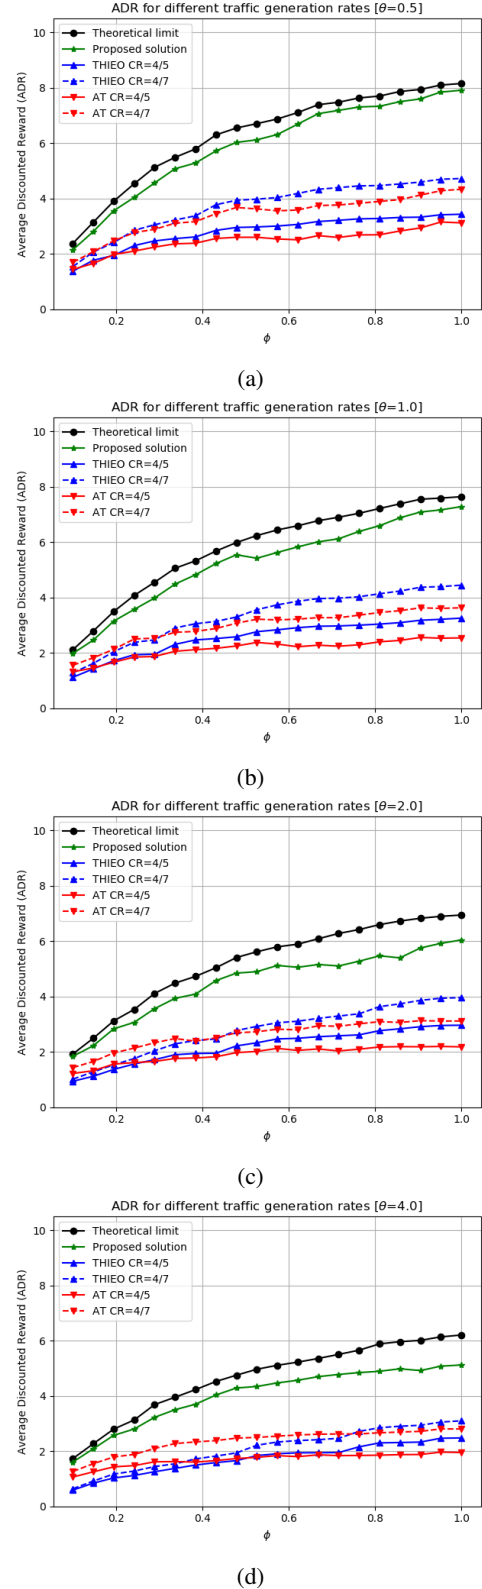 ADR for different traffic generation rates [θ=0.5]
Average Discounted Reward (ADR)
10
8
6
4
2
0
Theoretical limit
Proposed solution
THIEO CR=4/5
THIEO CR=4/7
AT CR=4/5
AT CR=4/7
0.2 0.4 0.6 0.8 1.0
ϕ
(a)
ADR for different traffic generation rates [θ=1.0]
Average Discounted Reward (ADR)
10
8
6
4
2
0
Theoretical limit
Proposed solution
THIEO CR=4/5
THIEO CR=4/7
AT CR=4/5
AT CR=4/7
0.2 0.4 0.6 0.8 1.0
ϕ
(b)
ADR for different traffic generation rates [θ=2.0]
Average Discounted Reward (ADR)
10
8
6
4
2
0
Theoretical limit
Proposed solution
THIEO CR=4/5
THIEO CR=4/7
AT CR=4/5
AT CR=4/7
0.2 0.4 0.6 0.8 1.0
ϕ
(c)
ADR for different traffic generation rates [θ=4.0]
Average Discounted Reward (ADR)
10
8
6
4
2
0
Theoretical limit
Proposed solution
THIEO CR=4/5
THIEO CR=4/7
AT CR=4/5
AT CR=4/7
0.2 0.4 0.6 0.8 1.0
ϕ
(d)